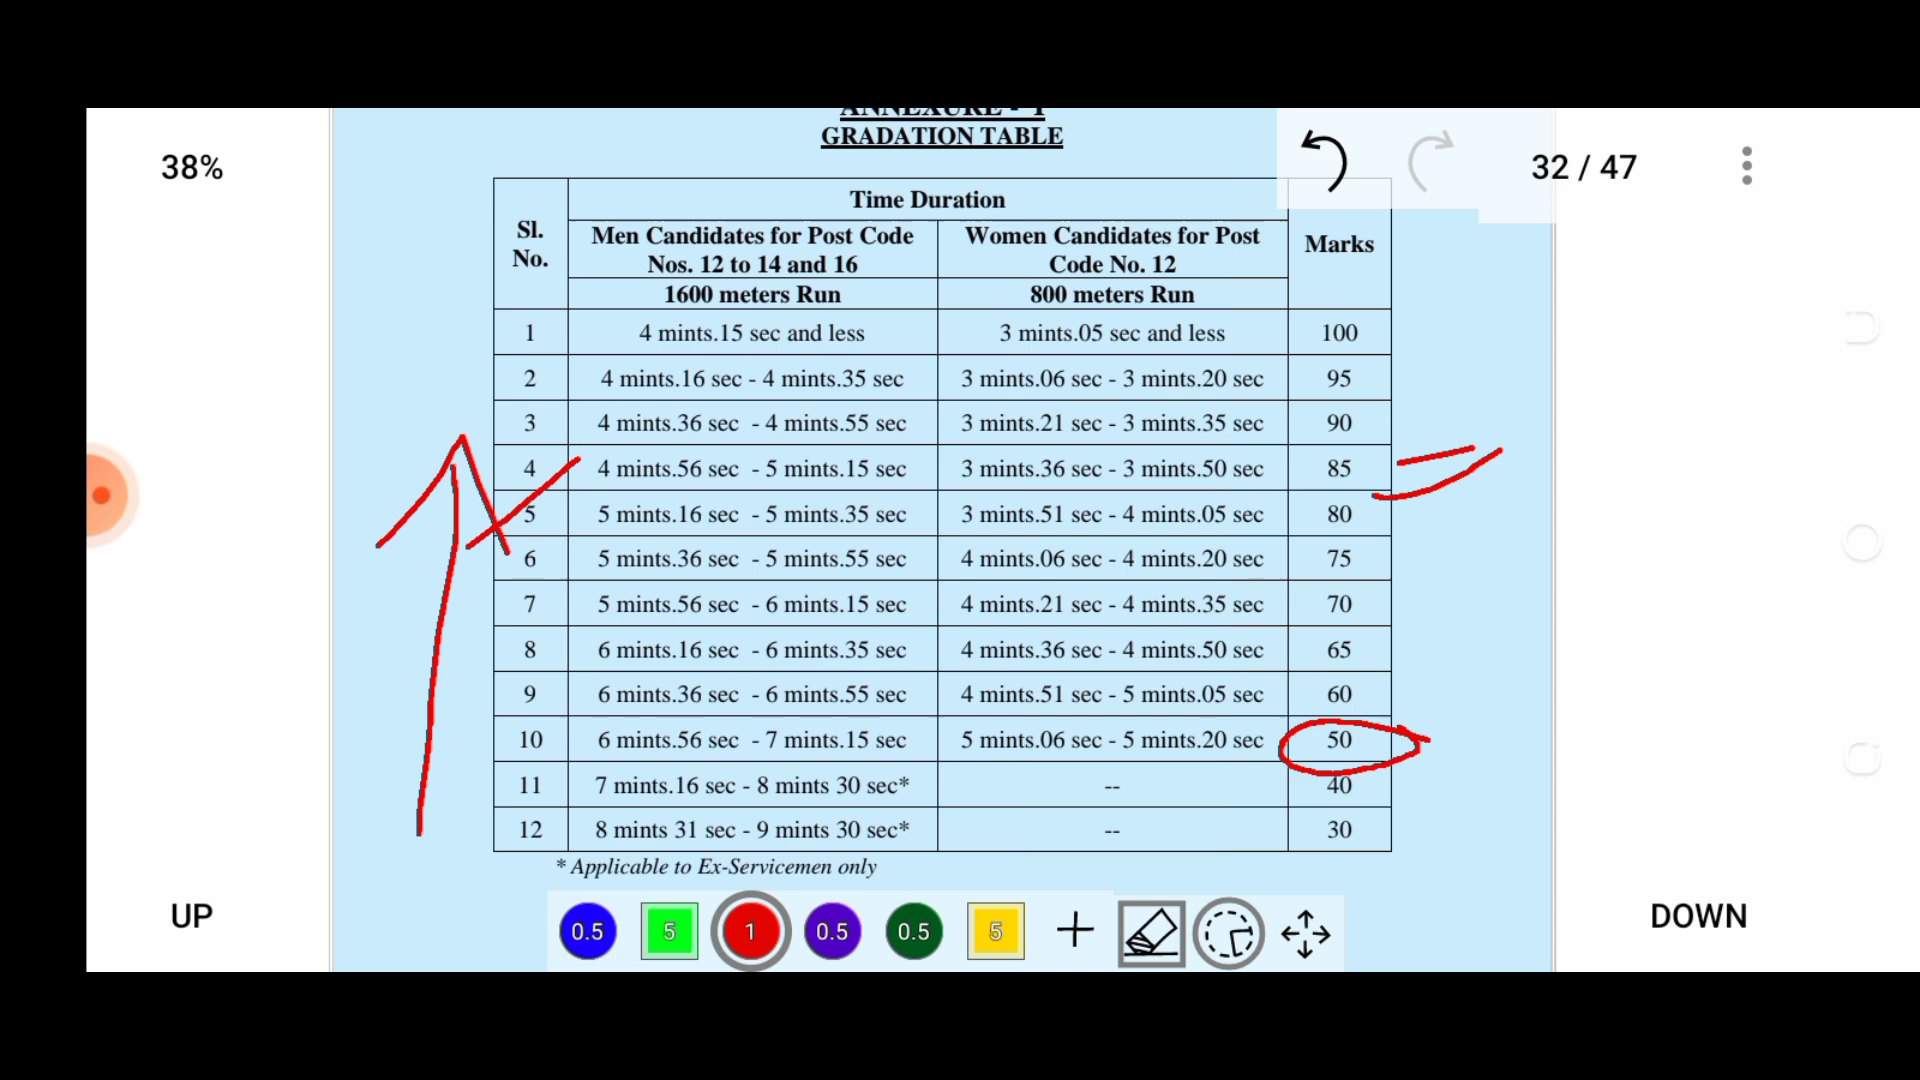 ANNEXURE - I
GRADATION TABLE
38%
32 / 47
Sl. No.
Time Duration
Marks
Men Candidates for Post Code Nos. 12 to 14 and 16
Women Candidates for Post Code No. 12
1600 meters Run
800 meters Run
1 4 mints.15 sec and less 3 mints.05 sec and less 100
2 4 mints.16 sec - 4 mints.35 sec 3 mints.06 sec - 3 mints.20 sec 95
3 4 mints.36 sec - 4 mints.55 sec 3 mints.21 sec - 3 mints.35 sec 90
4 4 mints.56 sec - 5 mints.15 sec 3 mints.36 sec - 3 mints.50 sec 85
5 5 mints.16 sec - 5 mints.35 sec 3 mints.51 sec - 4 mints.05 sec 80
6 5 mints.36 sec - 5 mints.55 sec 4 mints.06 sec - 4 mints.20 sec 75
7 5 mints.56 sec - 6 mints.15 sec 4 mints.21 sec - 4 mints.35 sec 70
8 6 mints.16 sec - 6 mints.35 sec 4 mints.36 sec - 4 mints.50 sec 65
9 6 mints.36 sec - 6 mints.55 sec 4 mints.51 sec - 5 mints.05 sec 60
10 6 mints.56 sec - 7 mints.15 sec 5 mints.06 sec - 5 mints.20 sec 50
11 7 mints.16 sec - 8 mints 30 sec* -- 40
12 8 mints 31 sec - 9 mints 30 sec* -- 30
* Applicable to Ex-Servicemen only
UP
DOWN
0.5 5 1 0.5 0.5 5